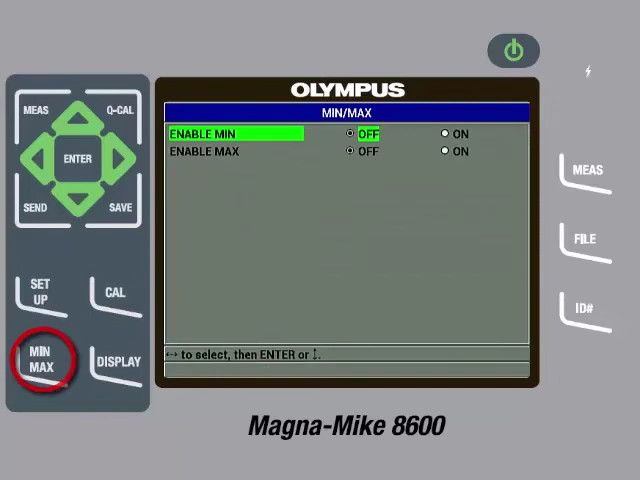 OLYMPUS
MIN/MAX
ENABLE MIN OFF ON
ENABLE MAX OFF ON
↔ to select, then ENTER or ↕.
MEAS
Q-CAL
ENTER
SEND
SAVE
SET
UP
CAL
MIN
MAX
DISPLAY
MEAS
FILE
ID#
Magna-Mike 8600